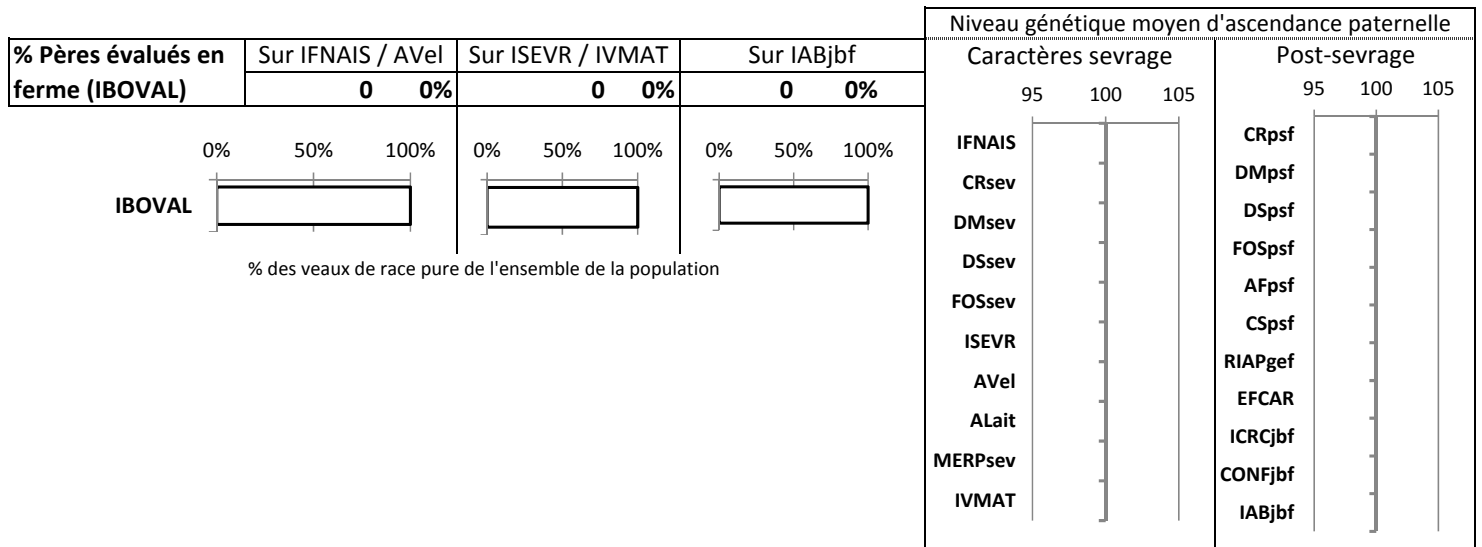 % Pères évalués en ferme (IBOVAL)
Sur IFNAIS / AVel
Sur ISEVR / IVMAT
Sur IABjbf
0 0%
0 0%
0 0%
0% 50% 100%
0% 50% 100%
0% 50% 100%
IBOVAL
% des veaux de race pure de l'ensemble de la population
Niveau génétique moyen d'ascendance paternelle
Caractères sevrage
95 100 105
IFNAIS
CRsev
DMsev
DSsev
FOSsev
ISEVR
AVel
ALait
MERPsev
IVMAT
Post-sevrage
95 100 105
CRpsf
DMpsf
DSpsf
FOSpsf
AFpsf
CSpsf
RIAPgef
EFCAR
ICRCjbf
CONFjbf
IABjbf